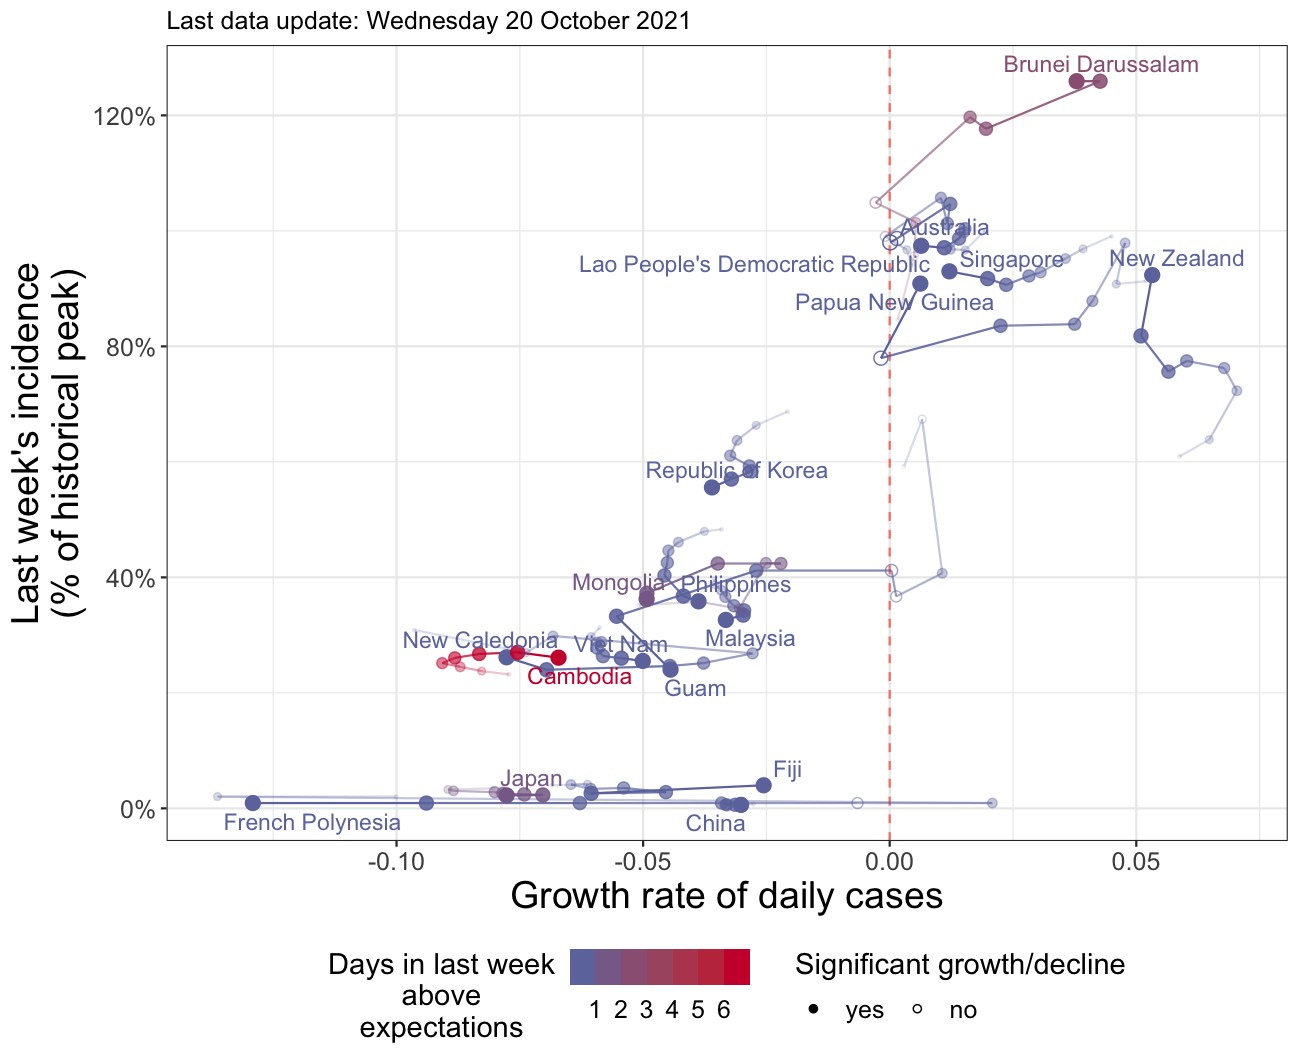 Last data update: Wednesday 20 October 2021
Brunei Darussalam
120%
Australia
Lao People's Democratic Republic
Singapore
New Zealand
Papua New Guinea
80%
Last week's incidence
(% of historical peak)
Republic of Korea
40%
Mongolia
Philippines
New Caledonia
Viet Nam
Malaysia
Cambodia
Guam
Japan
Fiji
0%
French Polynesia
China
-0.10
-0.05
0.00
0.05
Growth rate of daily cases
Days in last week
above
expectations
1 2 3 4 5 6
Significant growth/decline
yes
no